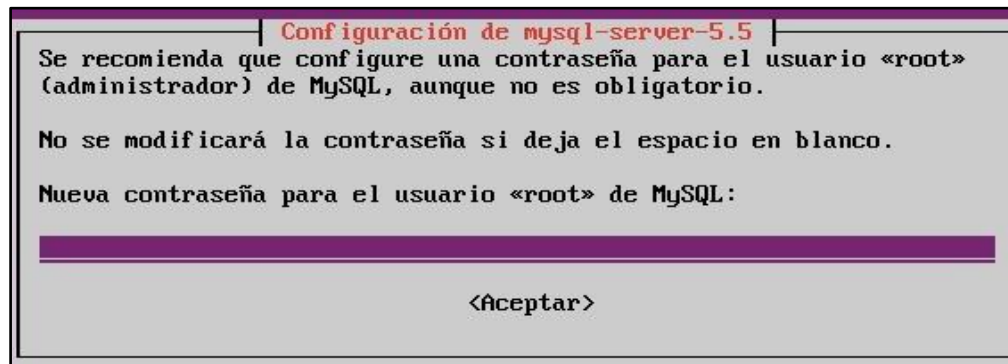 Configuración de mysql-server-5.5
Se recomienda que configure una contraseña para el usuario «root»
(administrador) de MySQL, aunque no es obligatorio.
No se modificará la contraseña si deja el espacio en blanco.
Nueva contraseña para el usuario «root» de MySQL:
<Aceptar>